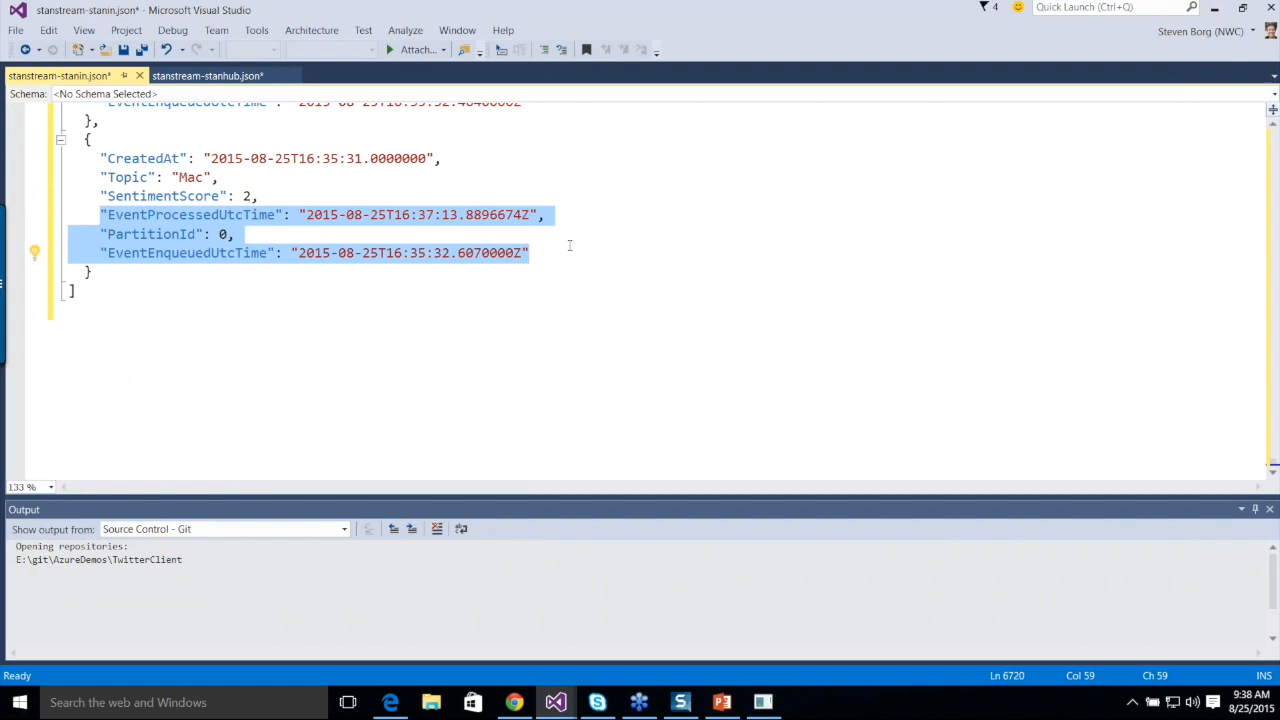 stanstream-stanin.json* - Microsoft Visual Studio
4
Quick Launch (Ctrl+Q)
File Edit View Project Debug Team Tools Architecture Test Analyze Window Help
Steven Borg (NWC)
Attach...
stanstream-stanin.json*
stanstream-stanhub.json*
Schema: <No Schema Selected>
},
{
"CreatedAt": "2015-08-25T16:35:31.0000000",
"Topic": "Mac",
"SentimentScore": 2,
"EventProcessedUtcTime": "2015-08-25T16:37:13.8896674Z",
"PartitionId": 0,
"EventEnqueuedUtcTime": "2015-08-25T16:35:32.6070000Z"
}
]
133 %
Output
Show output from: Source Control - Git
Opening repositories:
E:\git\AzureDemos\TwitterClient
Ready
Ln 6720
Col 59
Ch 59
INS
Search the web and Windows
9:38 AM
8/25/2015